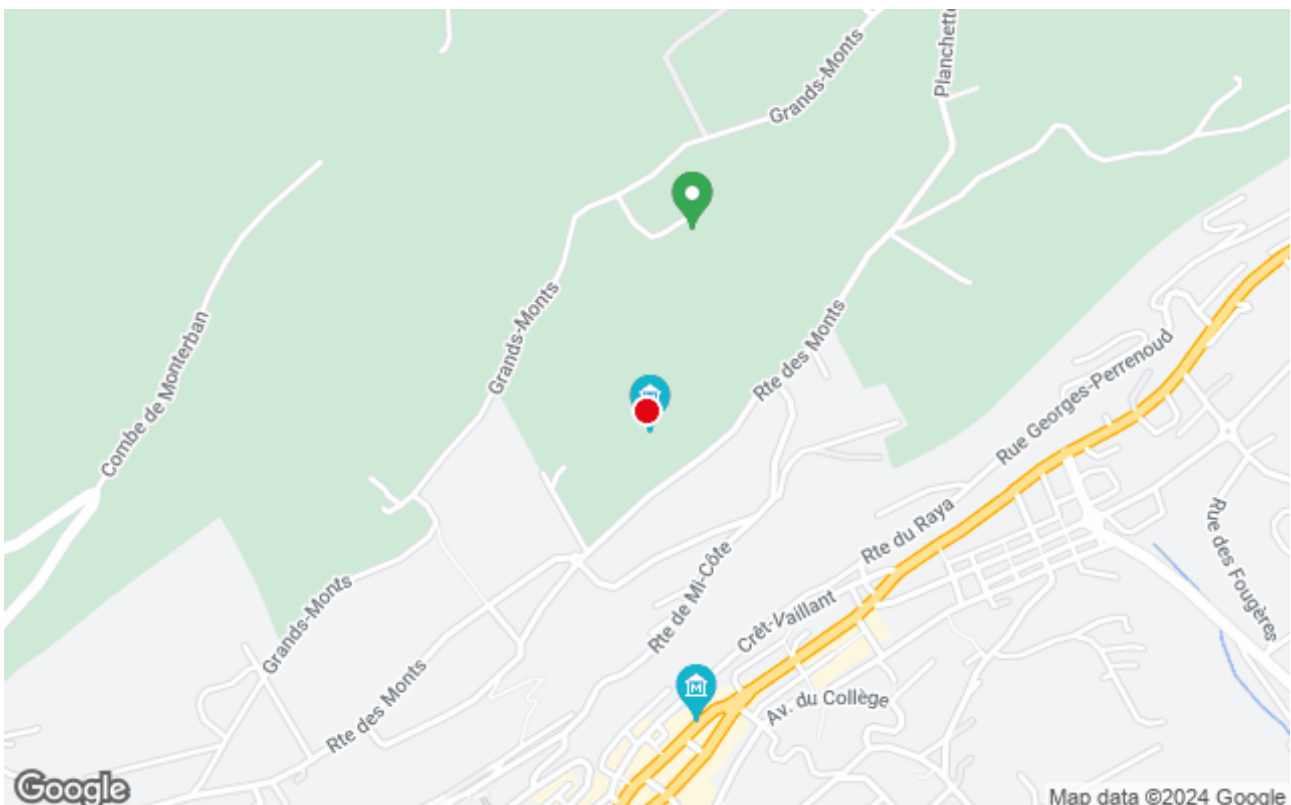 Grands-Monts
Planchette
Combe de Monterban
Grands-Monts
Rte des Monts
Rue Georges-Perrenoud
Rte du Raya
Rue des Fougères
Rte de Mi-Côte
Crêt-Vaillant
Grands-Monts
Rte des Monts
M
Av. du Collège
Google
Map data ©2024 Google